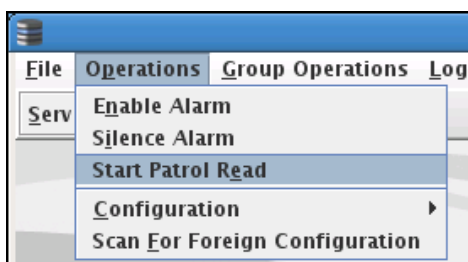 File Operations Group Operations Log
Serv
Enable Alarm
Silence Alarm
Start Patrol Read
Configuration
Scan For Foreign Configuration